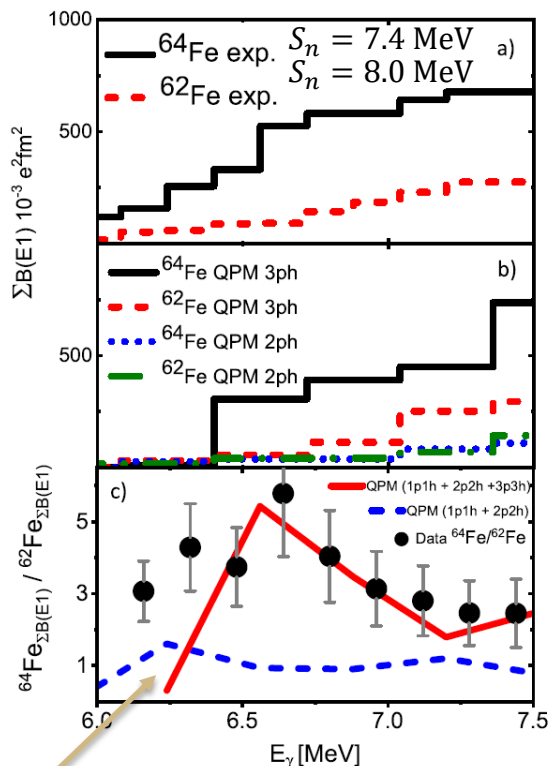 1000
⁶⁴Fe exp. Sₙ = 7.4 MeV a)
Sₙ = 8.0 MeV
⁶²Fe exp.
500
ΣB(E1) 10⁻³ e²fm²
b)
⁶⁴Fe QPM 3ph
⁶²Fe QPM 3ph
500
⁶⁴Fe QPM 2ph
⁶²Fe QPM 2ph
c)
QPM (1p1h + 2p2h +3p3h)
QPM (1p1h + 2p2h)
Data ⁶⁴Fe/⁶²Fe
5
3
1
⁶⁴Fe_ΣB(E1) / ⁶²Fe_ΣB(E1)
6.0 6.5 7.0 7.5
E_γ [MeV]